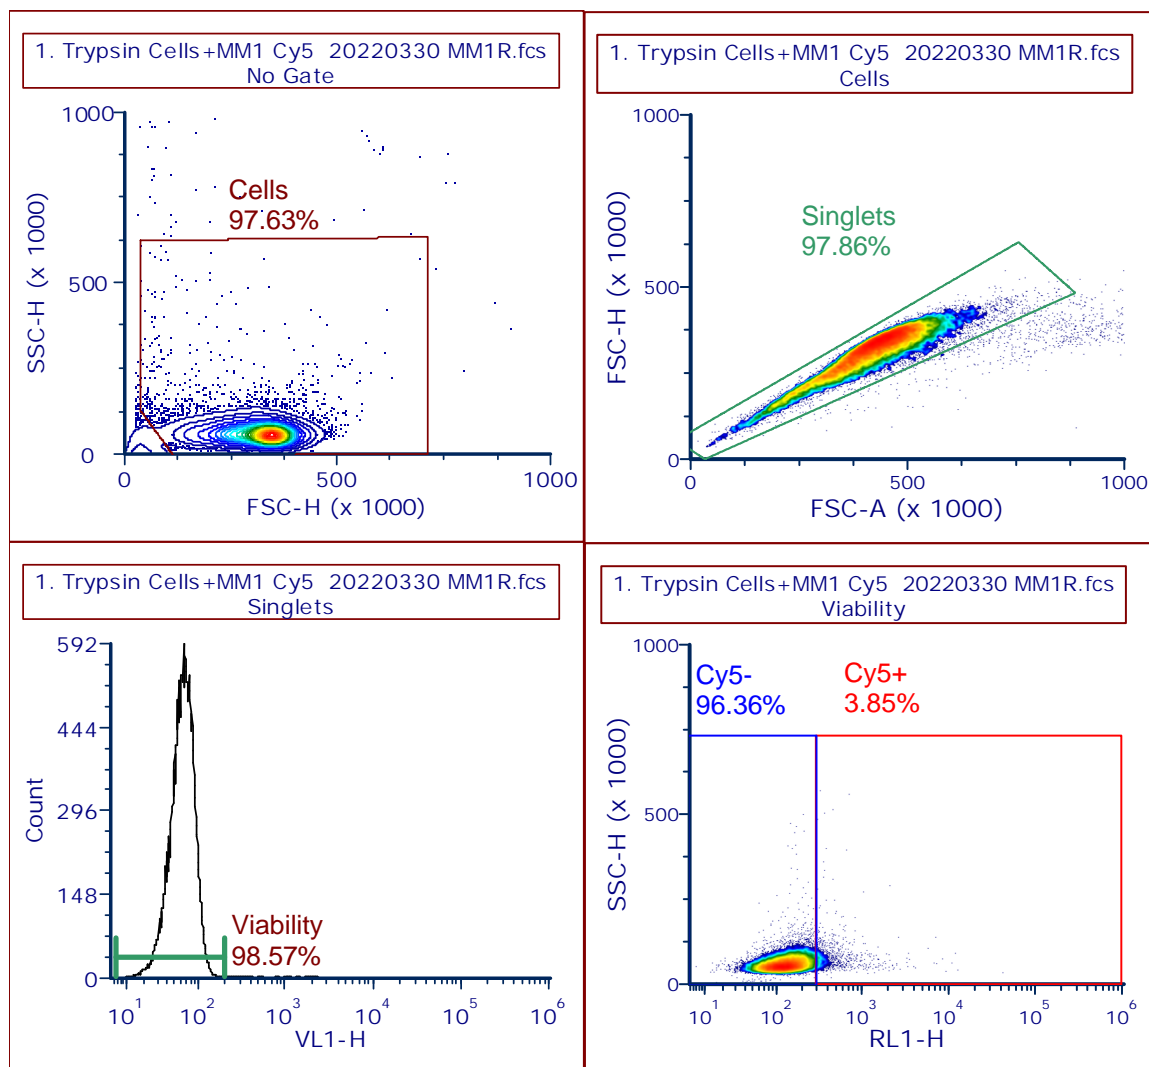 1. Trypsin Cells+MM1 Cy5  20220330 MM1R.fcs
No Gate
1000
500
0
SSC-H (x 1000)
Cells
97.63%
0
500
1000
FSC-H (x 1000)
1. Trypsin Cells+MM1 Cy5  20220330 MM1R.fcs
Cells
1000
500
0
FSC-H (x 1000)
Singlets
97.86%
0
500
1000
FSC-A (x 1000)
1. Trypsin Cells+MM1 Cy5  20220330 MM1R.fcs
Singlets
592
444
296
148
0
Count
Viability
98.57%
10^1 10^2 10^3 10^4 10^5 10^6
VL1-H
1. Trypsin Cells+MM1 Cy5  20220330 MM1R.fcs
Viability
1000
500
0
SSC-H (x 1000)
Cy5-
96.36%
Cy5+
3.85%
10^1 10^2 10^3 10^4 10^5 10^6
RL1-H